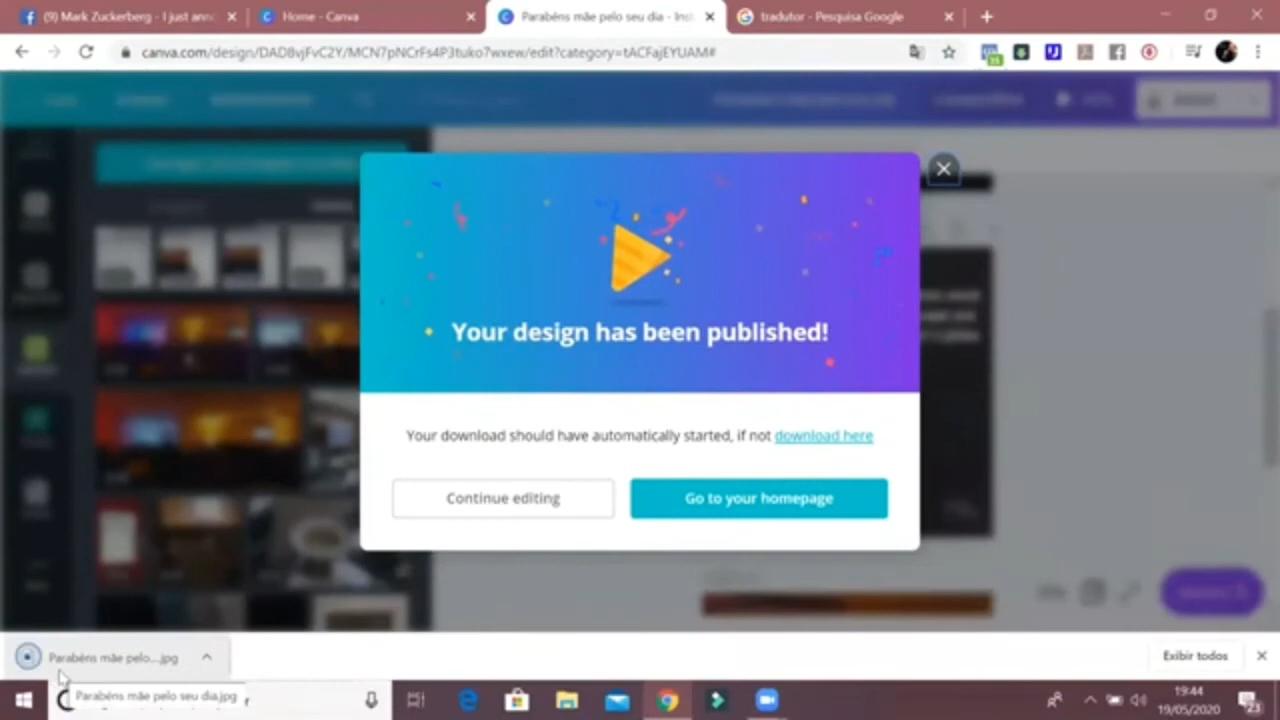 (9) Mark Zuckerberg - I just anno
Home - Canva
Parabéns mãe pelo seu dia - Inst
tradutor - Pesquisa Google
canva.com/design/DAD8vjFvC2Y/MCN7pNCrFs4P3tuko7wxew/edit?category=tACFajEYUAM#
Your design has been published!
Your download should have automatically started, if not download here
Continue editing
Go to your homepage
Parabéns mãe pelo....jpg
Exibir todos
Parabéns mãe pelo seu dia.jpg
19:44
19/05/2020
23